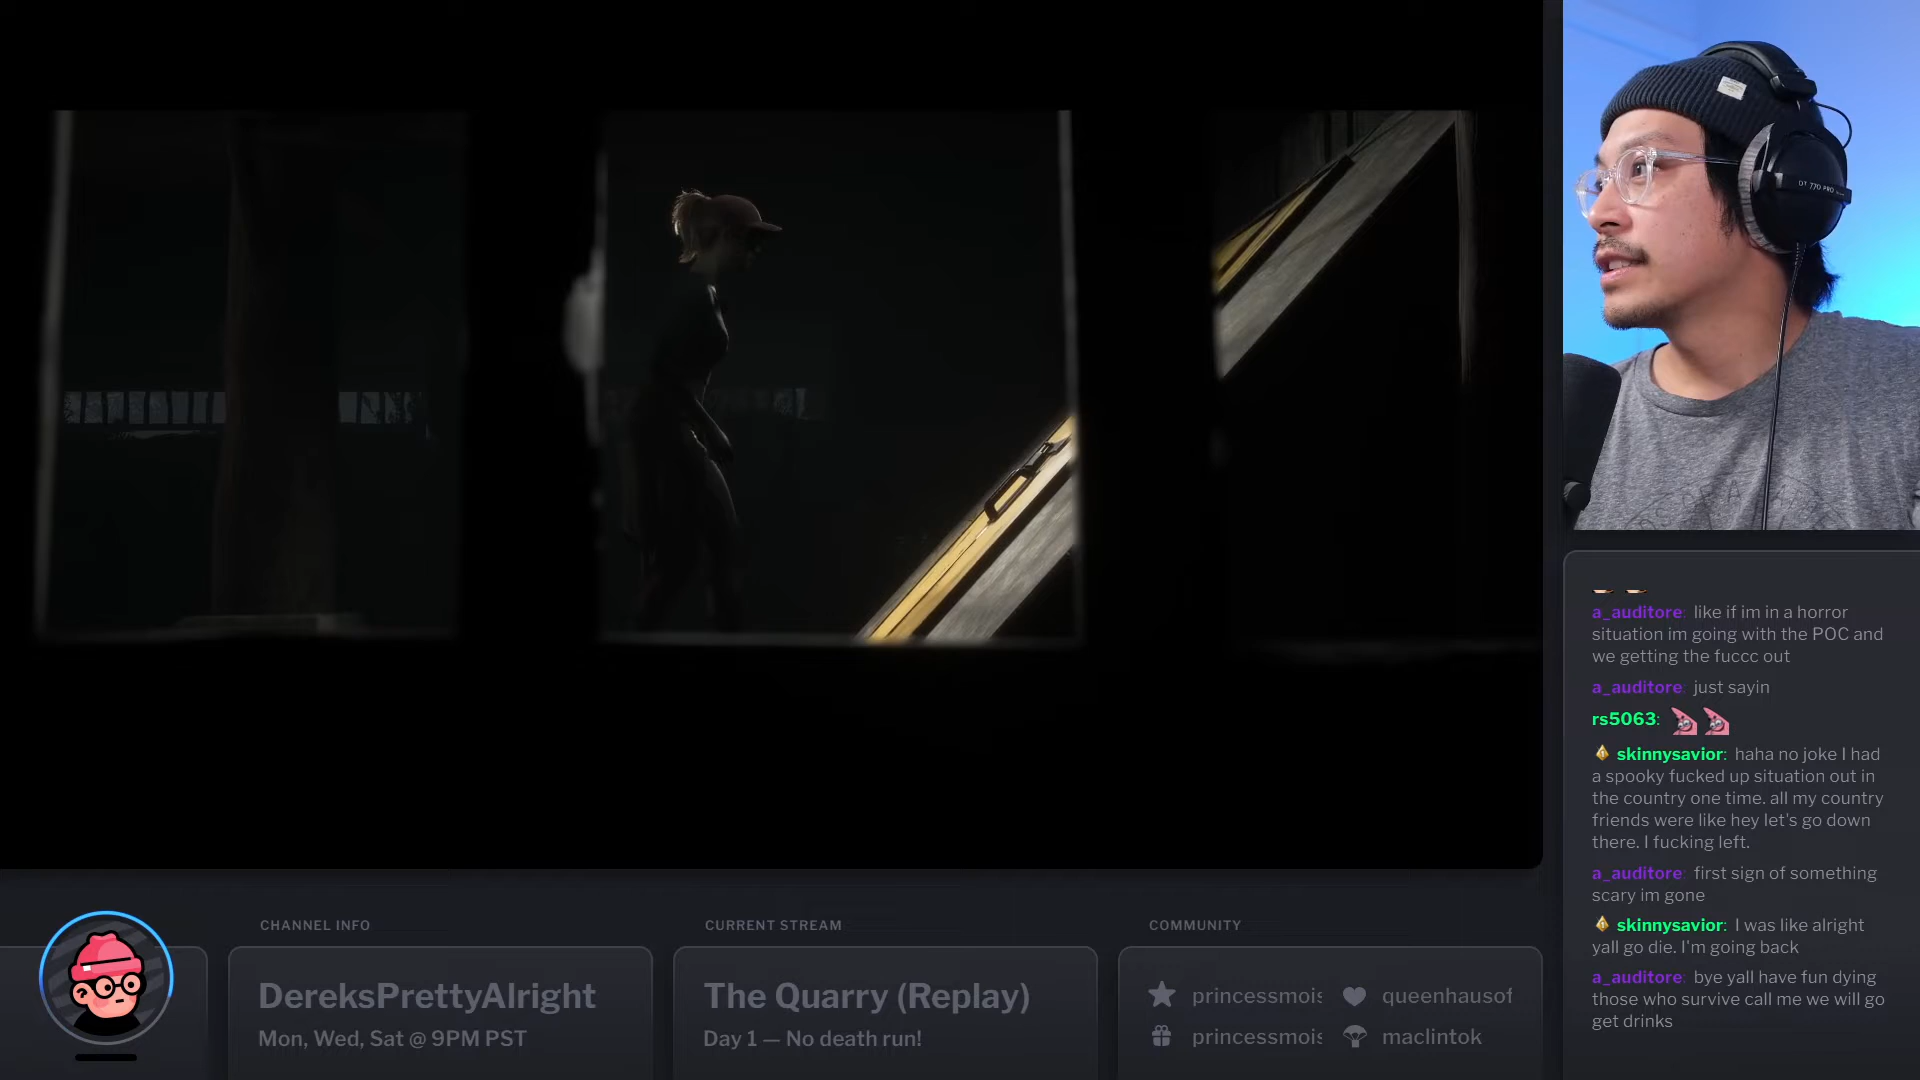 DT 770 PRO
a_auditore: like if im in a horror
situation im going with the POC and
we getting the fuccc out
a_auditore: just sayin
rs5063:
skinnysavior: haha no joke I had
a spooky fucked up situation out in
the country one time. all my country
friends were like hey let's go down
there. I fucking left.
a_auditore: first sign of something
scary im gone
skinnysavior: I was like alright
yall go die. I'm going back
a_auditore: bye yall have fun dying
those who survive call me we will go
get drinks
CHANNEL INFO
DereksPrettyAlright
Mon, Wed, Sat @ 9PM PST
CURRENT STREAM
The Quarry (Replay)
Day 1 — No death run!
COMMUNITY
princessmois
queenhausof
princessmois
maclintok